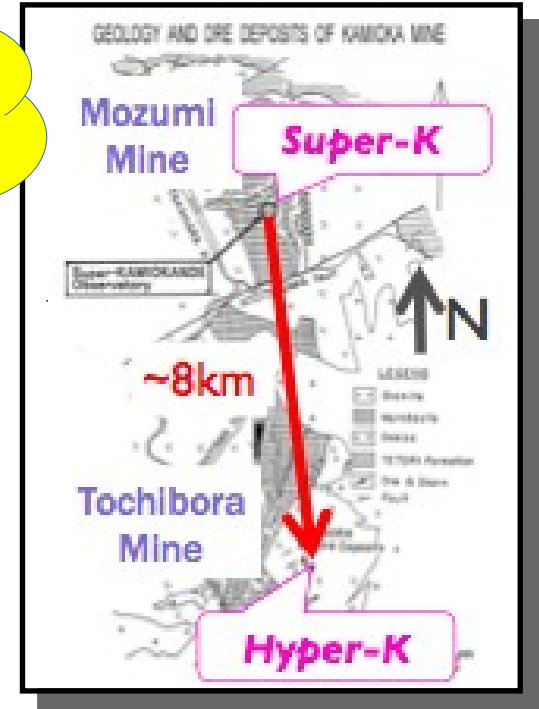 GEOLOGY AND ORE DEPOSITS OF KAMIOKA MINE
Mozumi
Mine
Super-K
Super-KAMIOKANDE
Observatory
N
~8km
LEGEND
Tochibora
Mine
Hyper-K